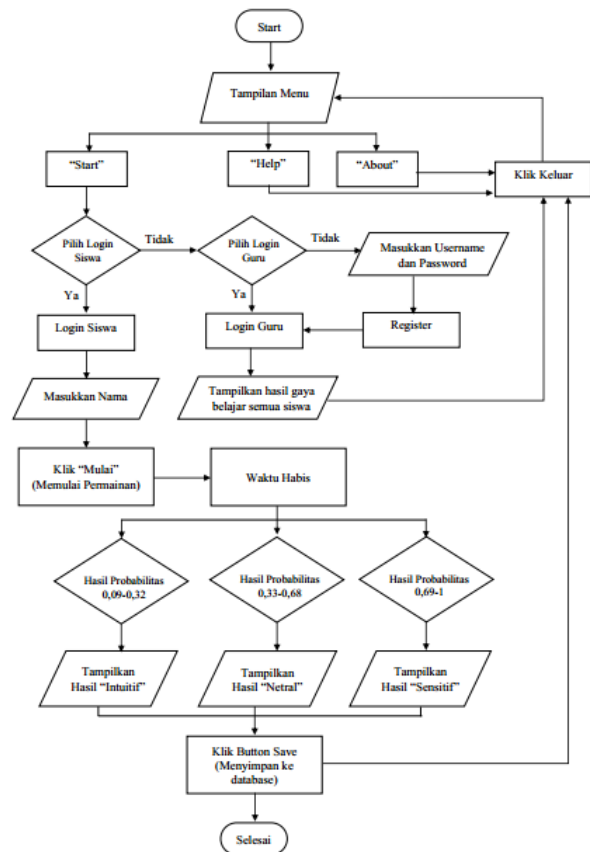 Start
Tampilan Menu
“Start”
“Help”
“About”
Klik Keluar
Pilih Login
Siswa
Tidak
Pilih Login
Guru
Tidak
Masukkan Username
dan Password
Ya
Ya
Login Siswa
Login Guru
Register
Masukkan Nama
Tampilkan hasil gaya
belajar semua siswa
Klik “Mulai”
(Memulai Permainan)
Waktu Habis
Hasil Probabilitas
0,09-0,32
Hasil Probabilitas
0,33-0,68
Hasil Probabilitas
0,69-1
Tampilkan
Hasil “Intuitif”
Tampilkan
Hasil “Netral”
Tampilkan
Hasil “Sensitif”
Klik Button Save
(Menyimpan ke
database)
Selesai